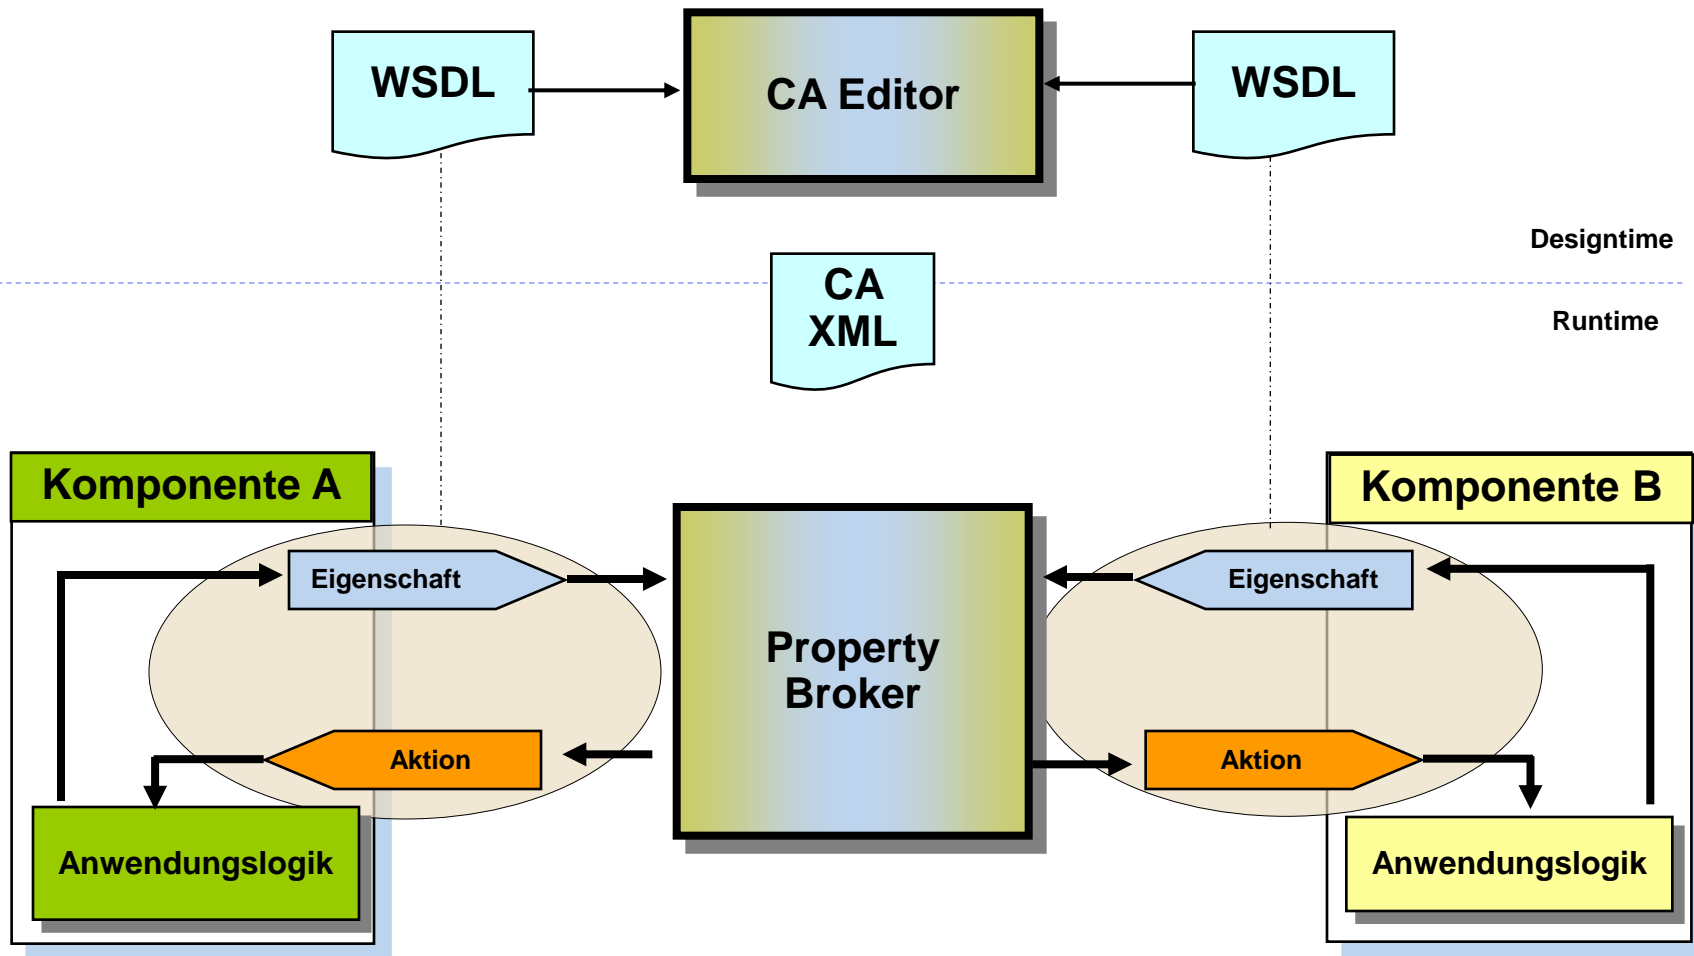 WSDL
CA Editor
WSDL
Designtime
CA
XML
Runtime
Komponente A
Komponente B
Eigenschaft
Eigenschaft
Property
Broker
Aktion
Aktion
Anwendungslogik
Anwendungslogik